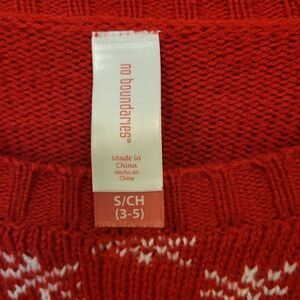 no boundaries®
Made in
China
Hecho en
China
S/CH
(3-5)